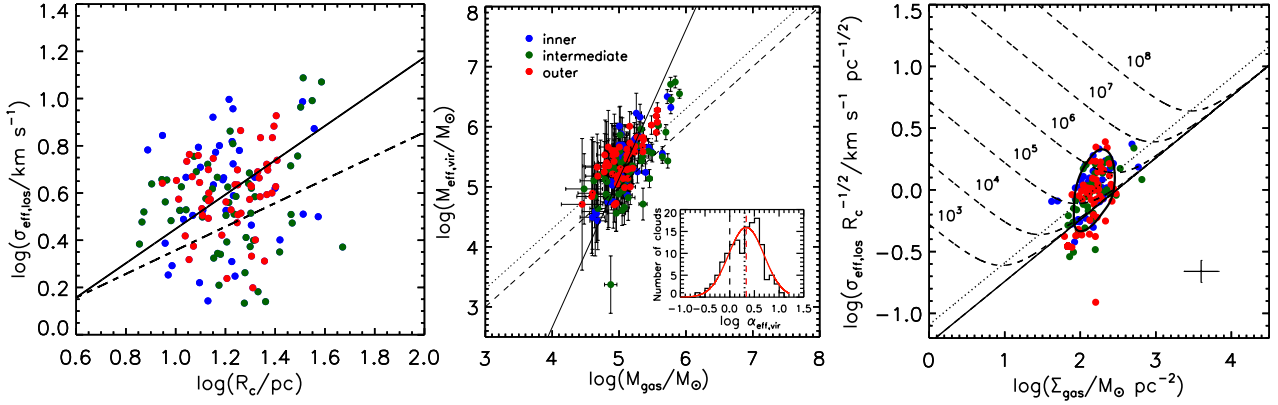 log(σeff,los/km s⁻¹)
1.4
1.2
1.0
0.8
0.6
0.4
0.2
0.0
0.6 0.8 1.0 1.2 1.4 1.6 1.8 2.0
log(Rc/pc)
log(Meff,vir/M⊙)
8
7
6
5
4
3
inner
intermediate
outer
Number of clouds
20
15
10
5
0
−1.0 −0.5 0.0 0.5 1.0 1.5
log αeff,vir
3 4 5 6 7 8
log(Mgas/M⊙)
log(σeff,los Rc⁻¹/²/km s⁻¹ pc⁻¹/²)
1.5
1.0
0.5
0.0
−0.5
−1.0
10⁸
10⁷
10⁶
10⁵
10⁴
10³
0 1 2 3 4
log(Σgas/M⊙ pc⁻²)